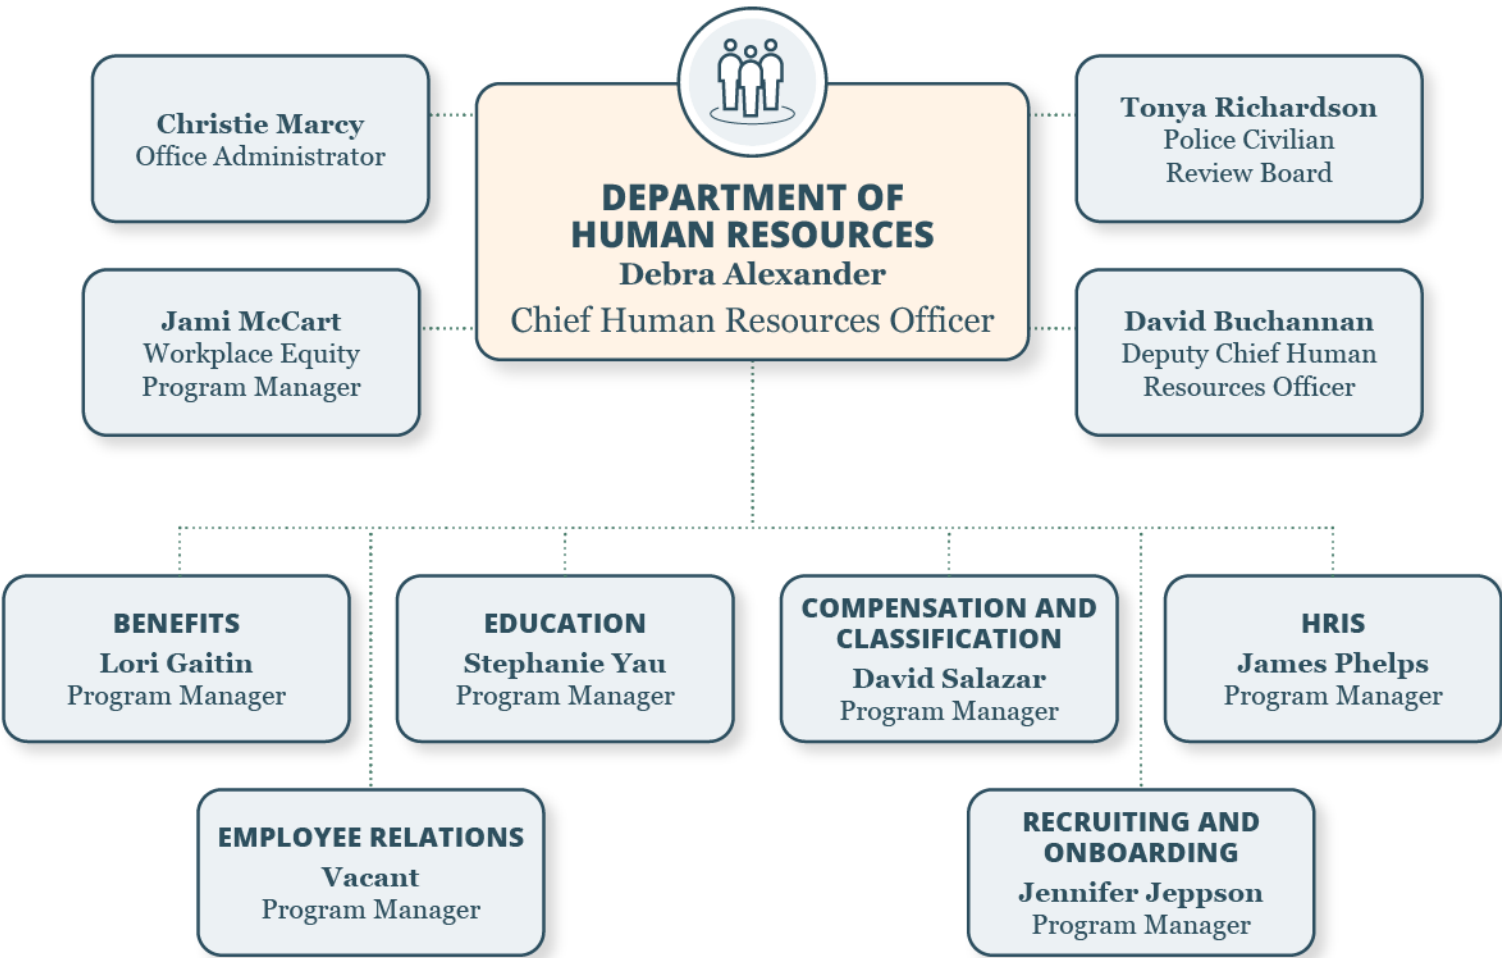 Christie Marcy
Office Administrator
Jami McCart
Workplace Equity
Program Manager
DEPARTMENT OF
HUMAN RESOURCES
Debra Alexander
Chief Human Resources Officer
Tonya Richardson
Police Civilian
Review Board
David Buchannan
Deputy Chief Human
Resources Officer
BENEFITS
Lori Gaitin
Program Manager
EDUCATION
Stephanie Yau
Program Manager
COMPENSATION AND
CLASSIFICATION
David Salazar
Program Manager
HRIS
James Phelps
Program Manager
EMPLOYEE RELATIONS
Vacant
Program Manager
RECRUITING AND
ONBOARDING
Jennifer Jeppson
Program Manager